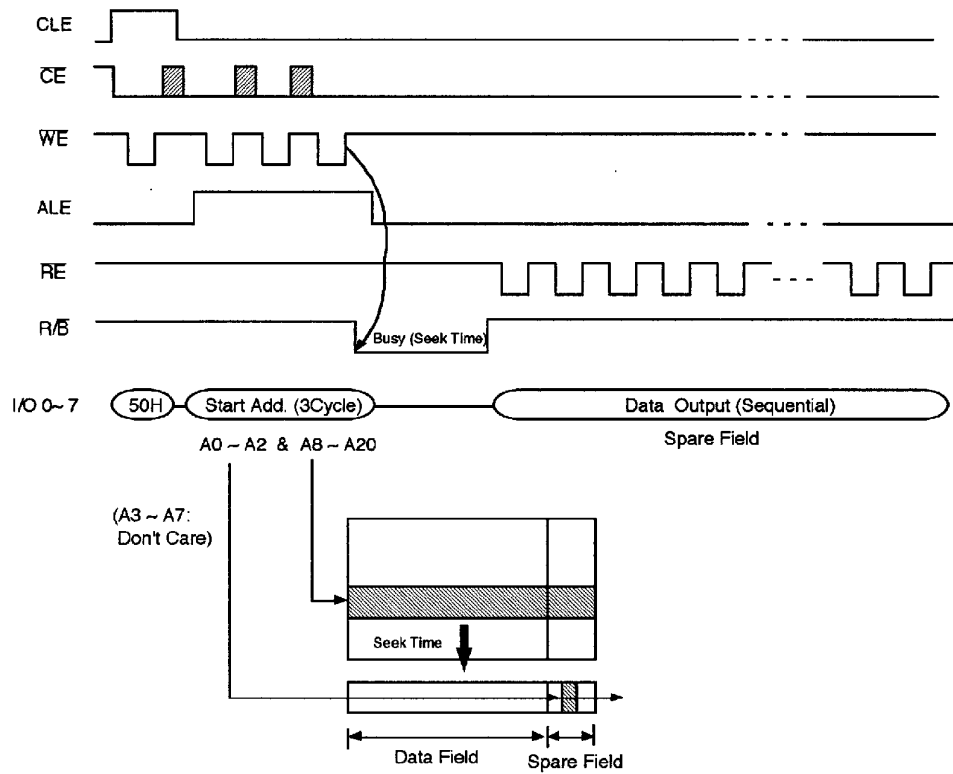 CLE
CE
WE
ALE
RE
R/B
Busy (Seek Time)
I/O 0~ 7
50H
Start Add. (3Cycle)
Data Output (Sequential)
A0 ~ A2 & A8 ~ A20
Spare Field
(A3 ~ A7:
Don't Care)
Seek Time
Data Field
Spare Field